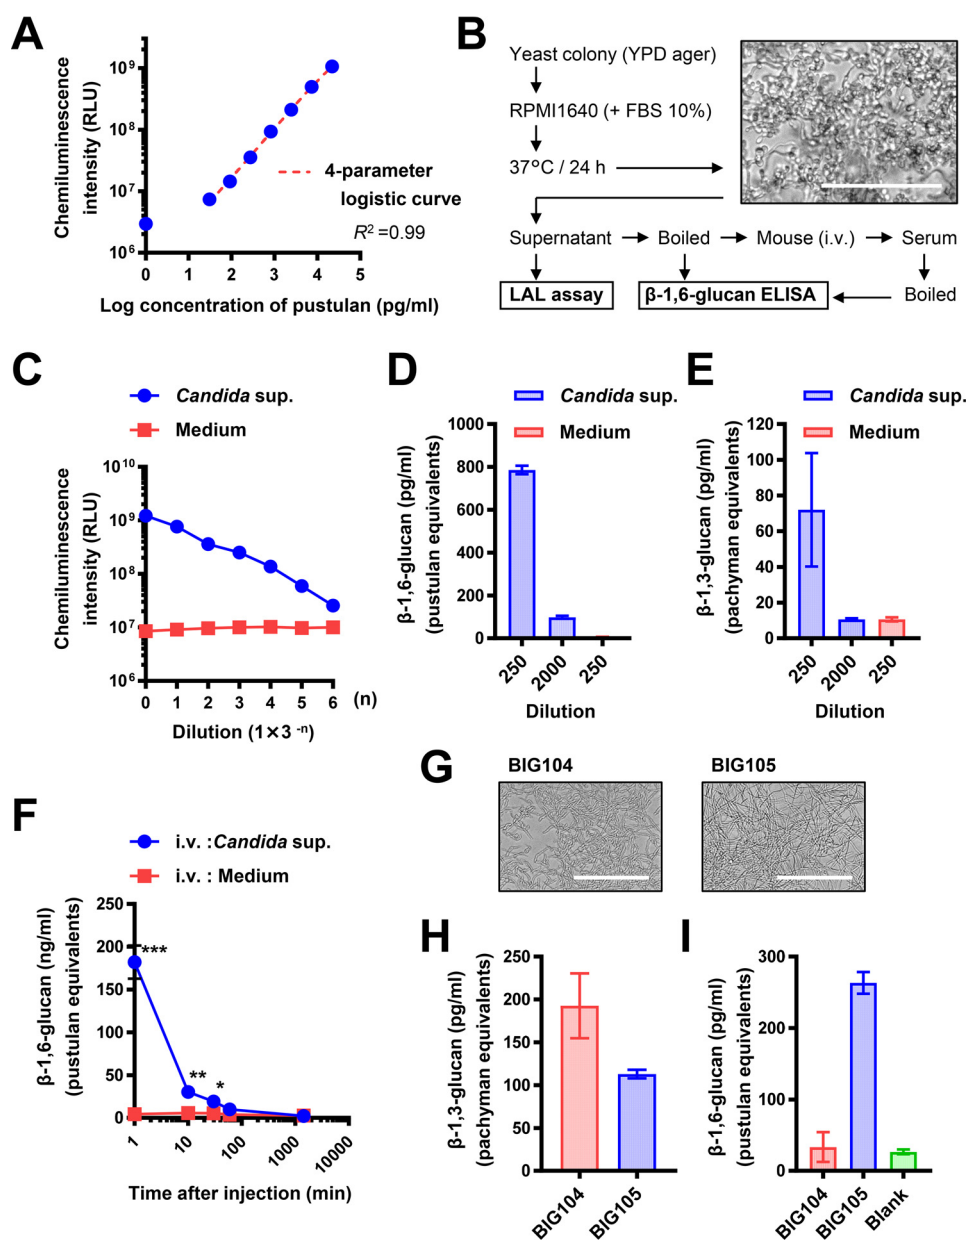 A
Chemiluminescence
intensity (RLU)
10⁹
10⁸
10⁷
10⁶
0 1 2 3 4 5
Log concentration of pustulan (pg/ml)
4-parameter
logistic curve
R² =0.99
B
Yeast colony (YPD ager)
RPMI1640 (+ FBS 10%)
37°C / 24 h
Supernatant Boiled Mouse (i.v.) Serum
LAL assay β-1,6-glucan ELISA Boiled
C
Candida sup.
Medium
Chemiluminescence
intensity (RLU)
10¹⁰
10⁹
10⁸
10⁷
10⁶
0 1 2 3 4 5 6 (n)
Dilution (1×3 ⁻ⁿ)
D
Candida sup.
Medium
β-1,6-glucan (pg/ml)
(pustulan equivalents)
1000
800
600
400
200
0
250 2000 250
Dilution
E
Candida sup.
Medium
β-1,3-glucan (pg/ml)
(pachyman equivalents)
120
100
80
60
40
20
0
250 2000 250
Dilution
F
i.v. :Candida sup.
i.v. : Medium
β-1,6-glucan (ng/ml)
(pustulan equivalents)
250
200
150
100
50
0
***
**
*
1 10 100 1000 10000
Time after injection (min)
G
BIG104 BIG105
H
β-1,3-glucan (pg/ml)
(pachyman equivalents)
250
200
150
100
50
0
BIG104 BIG105
I
β-1,6-glucan (pg/ml)
(pustulan equivalents)
300
200
100
0
BIG104 BIG105 Blank